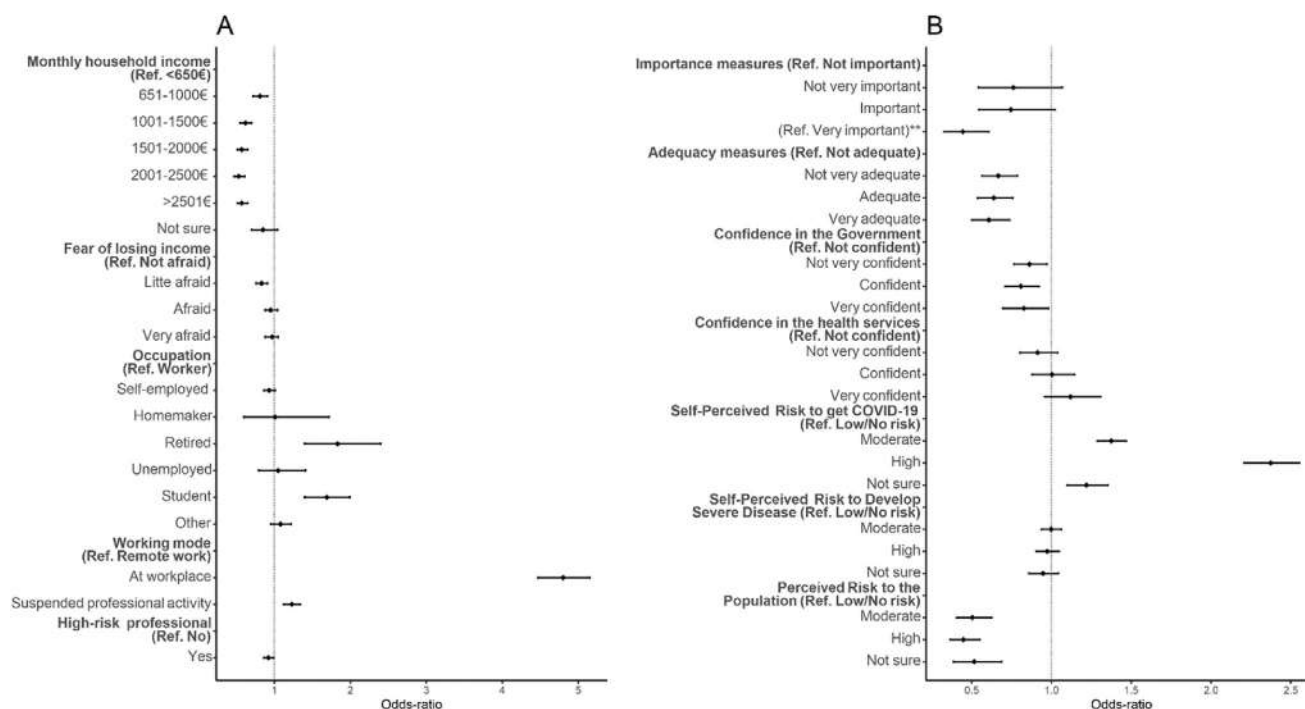 A
Monthly household income
(Ref. <650€)
651-1000€
1001-1500€
1501-2000€
2001-2500€
>2501€
Not sure
Fear of losing income
(Ref. Not afraid)
Litte afraid
Afraid
Very afraid
Occupation
(Ref. Worker)
Self-employed
Homemaker
Retired
Unemployed
Student
Other
Working mode
(Ref. Remote work)
At workplace
Suspended professional activity
High-risk professional
(Ref. No)
Yes
1 2 3 4 5
Odds-ratio
B
Importance measures (Ref. Not important)
Not very important
Important
(Ref. Very important)**
Adequacy measures (Ref. Not adequate)
Not very adequate
Adequate
Very adequate
Confidence in the Government
(Ref. Not confident)
Not very confident
Confident
Very confident
Confidence in the health services
(Ref. Not confident)
Not very confident
Confident
Very confident
Self-Perceived Risk to get COVID-19
(Ref. Low/No risk)
Moderate
High
Not sure
Self-Perceived Risk to Develop
Severe Disease (Ref. Low/No risk)
Moderate
High
Not sure
Perceived Risk to the
Population (Ref. Low/No risk)
Moderate
High
Not sure
0.5 1.0 1.5 2.0 2.5
Odds-ratio